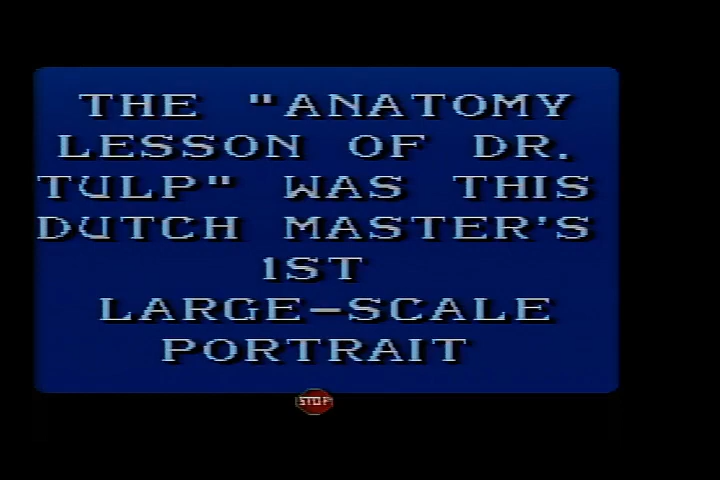 THE "ANATOMY
LESSON OF DR.
TULP" WAS THIS
DUTCH MASTER'S
1ST
LARGE-SCALE
PORTRAIT
STOP